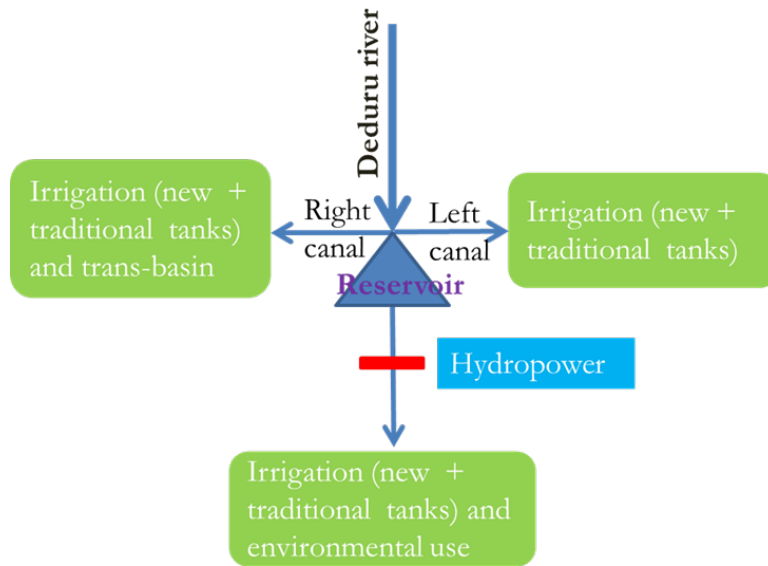 Deduru river
Irrigation (new +
traditional tanks)
and trans-basin
Right
canal
Left
canal
Irrigation (new +
traditional tanks)
Reservoir
Hydropower
Irrigation (new +
traditional tanks) and
environmental use